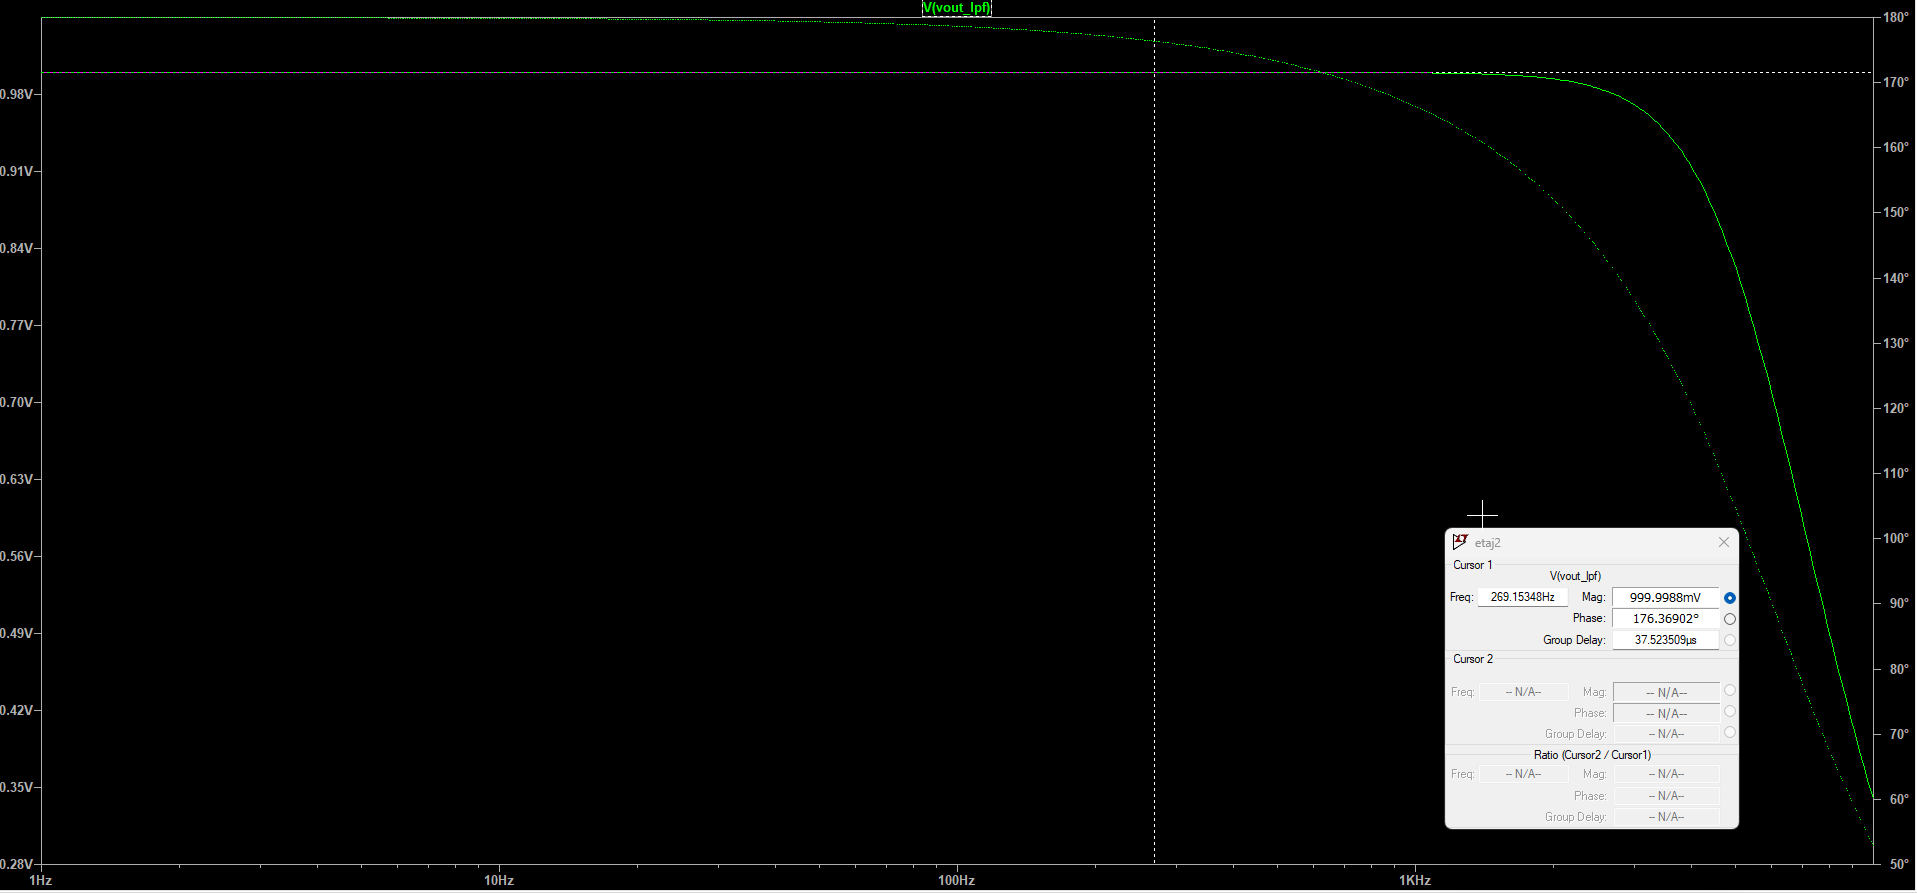 V(vout_lpf)
180°
170°
0.98V
160°
0.91V
150°
0.84V
140°
0.77V
130°
0.70V
120°
0.63V
110°
0.56V
100°
0.49V
90°
80°
0.42V
70°
0.35V
60°
0.28V
50°
1Hz 10Hz 100Hz 1KHz
etaj2
Cursor 1
V(vout_lpf)
Freq: 269.15348Hz Mag: 999.9988mV
Phase: 176.36902°
Group Delay: 37.523509µs
Cursor 2
Freq: -- N/A-- Mag: -- N/A--
Phase: -- N/A--
Group Delay: -- N/A--
Ratio (Cursor2 / Cursor1)
Freq: -- N/A-- Mag: -- N/A--
Phase: -- N/A--
Group Delay: -- N/A--